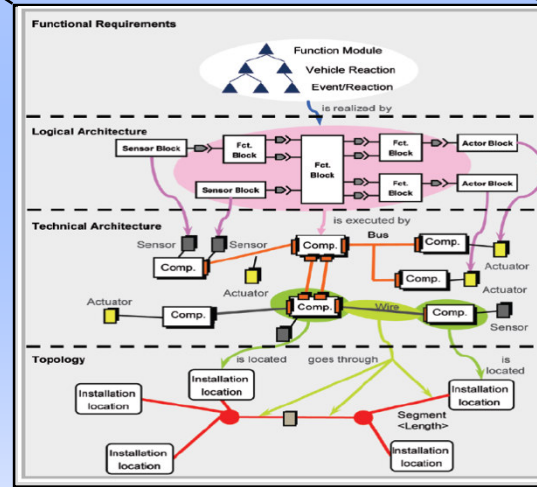 Functional Requirements
Function Module
Vehicle Reaction
Event/Reaction
is realized by
Logical Architecture
Sensor Block
Fct.
Block
Fct.
Block
Fct.
Block
Actor Block
Sensor Block
Fct.
Block
Actor Block
is executed by
Technical Architecture
Sensor
Sensor
Comp.
Comp.
Bus
Comp.
Actuator
Actuator
Comp.
Actuator
Actuator
Comp.
Comp.
Wire
Comp.
Sensor
Topology
is located
goes through
is
located
Installation
location
Installation
location
Installation
location
Segment
<Length>
Installation
location
Installation
location